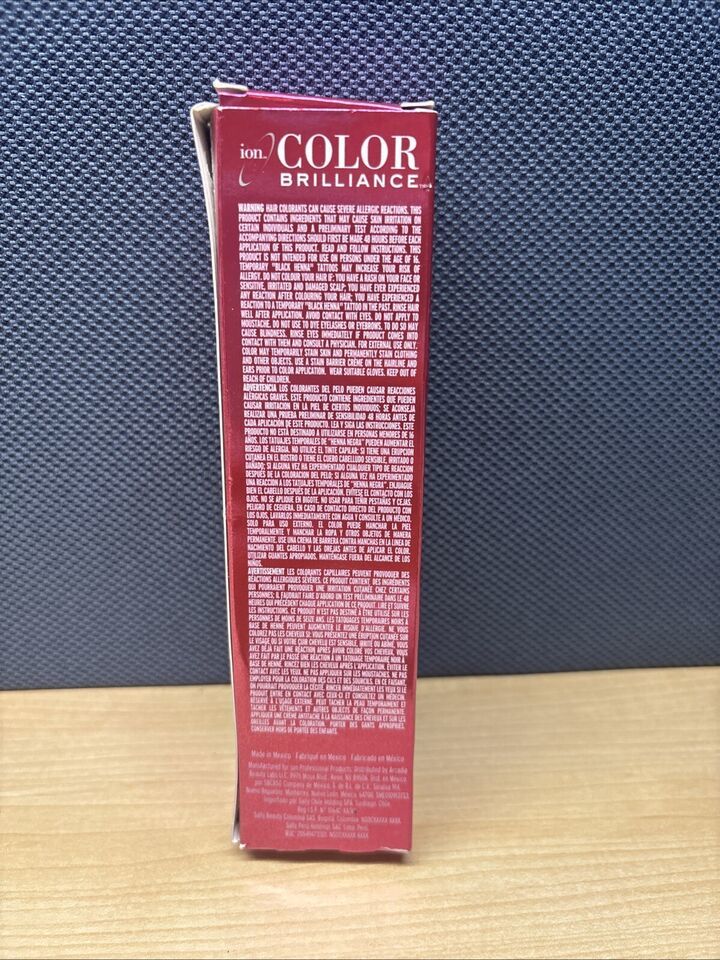 ion. COLOR
BRILLIANCE
WARNING HAIR COLORANTS CAN CAUSE SEVERE ALLERGIC REACTIONS. THIS
PRODUCT CONTAINS INGREDIENTS THAT MAY CAUSE SKIN IRRITATION ON
CERTAIN INDIVIDUALS AND A PRELIMINARY TEST ACCORDING TO THE
ACCOMPANYING DIRECTIONS SHOULD FIRST BE MADE 48 HOURS BEFORE EACH
APPLICATION OF THIS PRODUCT. READ AND FOLLOW INSTRUCTIONS. THIS
PRODUCT IS NOT INTENDED FOR USE ON PERSONS UNDER THE AGE OF 16.
TEMPORARY "BLACK HENNA" TATTOOS MAY INCREASE YOUR RISK OF
ALLERGY. DO NOT COLOUR YOUR HAIR IF: YOU HAVE A RASH ON YOUR FACE OR
SENSITIVE, IRRITATED AND DAMAGED SCALP; YOU HAVE EVER EXPERIENCED
ANY REACTION AFTER COLOURING YOUR HAIR; YOU HAVE EXPERIENCED A
REACTION TO A TEMPORARY "BLACK HENNA" TATTOO IN THE PAST. RINSE HAIR
WELL AFTER APPLICATION. AVOID CONTACT WITH EYES. DO NOT APPLY TO
MOUSTACHE. DO NOT USE TO DYE EYELASHES OR EYEBROWS. TO DO SO MAY
CAUSE BLINDNESS. RINSE EYES IMMEDIATELY IF PRODUCT COMES INTO
CONTACT WITH THEM AND CONSULT A PHYSICIAN. FOR EXTERNAL USE ONLY.
COLOR MAY TEMPORARILY STAIN SKIN AND PERMANENTLY STAIN CLOTHING
AND OTHER OBJECTS. USE A STAIN BARRIER CRÈME ON THE HAIRLINE AND
EARS PRIOR TO COLOR APPLICATION. WEAR SUITABLE GLOVES. KEEP OUT OF
REACH OF CHILDREN.
ADVERTENCIA LOS COLORANTES DEL PELO PUEDEN CAUSAR REACCIONES
ALÉRGICAS GRAVES. ESTE PRODUCTO CONTIENE INGREDIENTES QUE PUEDEN
CAUSAR IRRITACIÓN EN LA PIEL DE CIERTOS INDIVIDUOS; SE ACONSEJA
REALIZAR UNA PRUEBA PRELIMINAR DE SENSIBILIDAD 48 HORAS ANTES DE
CADA APLICACIÓN DE ESTE PRODUCTO. LEA Y SIGA LAS INSTRUCCIONES. ESTE
PRODUCTO NO ESTÁ DESTINADO A UTILIZARSE EN PERSONAS MENORES DE 16
AÑOS. LOS TATUAJES TEMPORALES DE "HENNA NEGRA" PUEDEN AUMENTAR EL
RIESGO DE ALERGIA. NO UTILICE EL TINTE CAPILAR: SI TIENE UNA ERUPCIÓN
CUTÁNEA EN EL ROSTRO O TIENE EL CUERO CABELLUDO SENSIBLE, IRRITADO O
DAÑADO; SI ALGUNA VEZ HA EXPERIMENTADO CUALQUIER TIPO DE REACCIÓN
DESPUÉS DE LA COLORACIÓN DEL PELO; SI ALGUNA VEZ HA EXPERIMENTADO
REACCIÓN A LOS TATUAJES TEMPORALES DE "HENNA NEGRA". ENJUAGUE
BIEN EL CABELLO DESPUÉS DE LA APLICACIÓN. EVÍTESE EL CONTACTO CON LOS
OJOS. NO SE APLIQUE EN BIGOTE. NO USAR PARA TEÑIR PESTAÑAS Y CEJAS.
PELIGRO DE CEGUERA. EN CASO DE CONTACTO DIRECTO DEL PRODUCTO CON
LOS OJOS, LAVARLOS INMEDIATAMENTE CON AGUA Y CONSULTE A UN MÉDICO.
SOLO PARA USO EXTERNO. EL COLOR PUEDE MANCHAR LA PIEL
TEMPORALMENTE Y MANCHAR LA ROPA Y OTROS OBJETOS DE MANERA
PERMANENTE. USE UNA CREMA DE BARRERA CONTRA MANCHAS EN LA LÍNEA DE
NACIMIENTO DEL CABELLO Y LAS OREJAS ANTES DE APLICAR EL COLOR.
UTILIZAR GUANTES APROPIADOS. MANTÉNGASE FUERA DEL ALCANCE DE LOS
NIÑOS.
AVERTISSEMENT LES COLORANTS CAPILLAIRES PEUVENT PROVOQUER DES
RÉACTIONS ALLERGIQUES SÉVÈRES. CE PRODUIT CONTIENT, DES INGRÉDIENTS
QUI POURRAIENT PROVOQUER UNE IRRITATION CUTANÉE CHEZ CERTAINES
PERSONNES; IL FAUDRAIT FAIRE D'ABORD UN TEST PRÉLIMINAIRE DANS LE 48
HEURES QUI PRÉCÈDENT CHAQUE APPLICATION DE CE PRODUIT. LIRE ET SUIVRE
LES INSTRUCTIONS. CE PRODUIT N'EST PAS DESTINÉ À ÊTRE UTILISÉ SUR LES
PERSONNES DE MOINS DE SEIZE ANS. LES TATOUAGES TEMPORAIRES NOIRS À
BASE DE HENNÉ PEUVENT AUGMENTER LE RISQUE D'ALLERGIE. NE VOUS
COLOREZ PAS LES CHEVEUX SI: VOUS PRÉSENTEZ UNE ÉRUPTION CUTANÉE SUR
LE VISAGE OU SI VOTRE CUIR CHEVELU EST SENSIBLE, IRRITÉ OU ABÎMÉ, VOUS
AVEZ DÉJÀ FAIT UNE RÉACTION APRÈS AVOIR COLORÉ VOS CHEVEUX, VOUS
AVEZ FAIT PAR LE PASSÉ UNE RÉACTION À UN TATOUAGE TEMPORAIRE NOIR À
BASE DE HENNÉ. RINCEZ BIEN LES CHEVEUX APRÈS L'APPLICATION. ÉVITER LE
CONTACT AVEC LES YEUX. NE PAS APPLIQUER SUR LES MOUSTACHES. NE PAS
EMPLOYER POUR LA COLORATION DES CILS ET DES SOURCILS. EN CE FAISANT,
ON POURRAIT PROVOQUER LA CÉCITÉ. RINCER IMMÉDIATEMENT LES YEUX SI LE
PRODUIT ENTRE EN CONTACT AVEC CEUX-CI ET CONSULTEZ UN MÉDECIN.
RÉSERVÉ À L'USAGE EXTERNE. PEUT TACHER LA PEAU TEMPORAIREMENT ET
TACHER LES VÊTEMENTS ET AUTRES OBJECTS DE FAÇON PERMANENTE.
APPLIQUER UNE CRÈME ANTITACHE À LA NAISSANCE DES CHEVEUX ET SUR LES
OREILLES AVANT LA COLORATION. PORTER DES GANTS APPROPRIÉS.
CONSERVER HORS DE PORTÉE DES ENFANTS.
Made in Mexico Fabriqué en Mexico Fabricado en México
Manufactured for ion Professional Products: Distributed by Arcadia
Beauty Labs LLC.